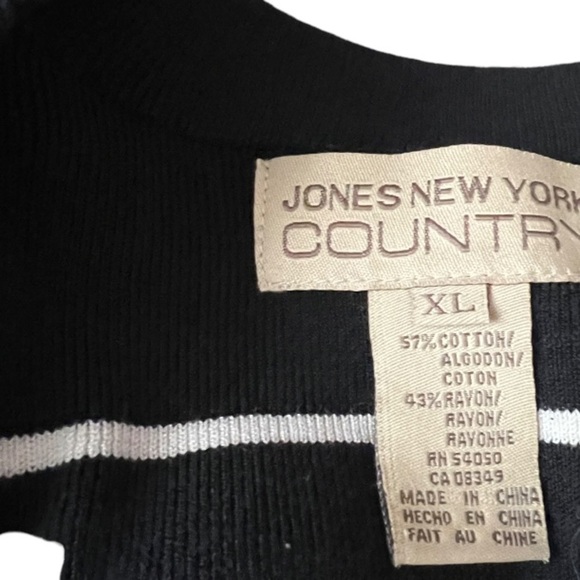 JONES NEW YORK
COUNTRY
XL
57% COTTON/
ALGODON/
COTON
43% RAYON/
RAYON/
RAYONNE
RN 54050
CA 08349
MADE IN CHINA
HECHO EN CHINA
FAIT AU CHINE